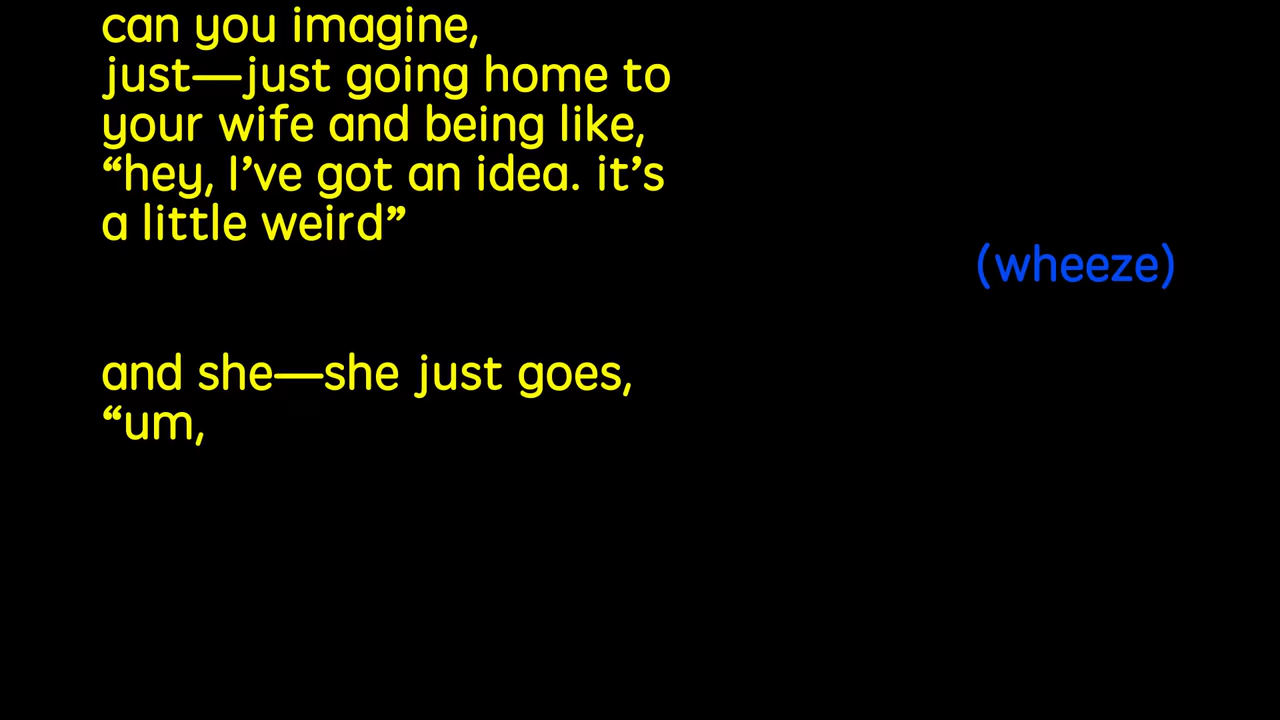 can you imagine,
just—just going home to
your wife and being like,
“hey, I’ve got an idea. it’s
a little weird”
(wheeze)
and she—she just goes,
“um,